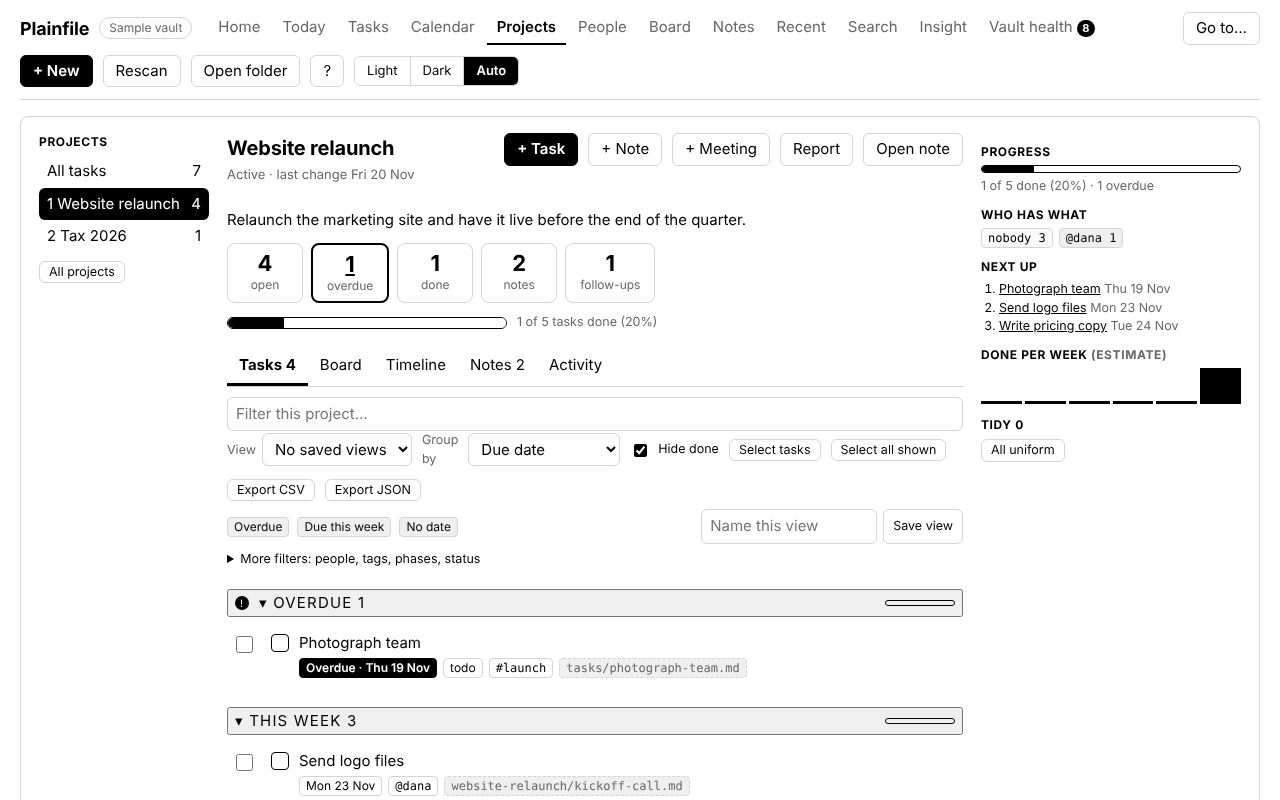 Plainfile Sample vault Home Today Tasks Calendar Projects People Board Notes Recent Search Insight Vault health 8 Go to...
+ New Rescan Open folder ? Light Dark Auto
PROJECTS
All tasks 7
1 Website relaunch 4
2 Tax 2026 1
All projects
Website relaunch + Task + Note + Meeting Report Open note
Active · last change Fri 20 Nov
Relaunch the marketing site and have it live before the end of the quarter.
4 1 1 2 1
open overdue done notes follow-ups
1 of 5 tasks done (20%)
Tasks 4 Board Timeline Notes 2 Activity
Filter this project...
View No saved views Group by Due date Hide done Select tasks Select all shown
Export CSV Export JSON
Overdue Due this week No date Name this view Save view
▶ More filters: people, tags, phases, status
! ▾ OVERDUE 1
Photograph team
Overdue · Thu 19 Nov todo #launch tasks/photograph-team.md
▾ THIS WEEK 3
Send logo files
Mon 23 Nov @dana website-relaunch/kickoff-call.md
PROGRESS
1 of 5 done (20%) · 1 overdue
WHO HAS WHAT
nobody 3 @dana 1
NEXT UP
1. Photograph team Thu 19 Nov
2. Send logo files Mon 23 Nov
3. Write pricing copy Tue 24 Nov
DONE PER WEEK (ESTIMATE)
TIDY 0
All uniform